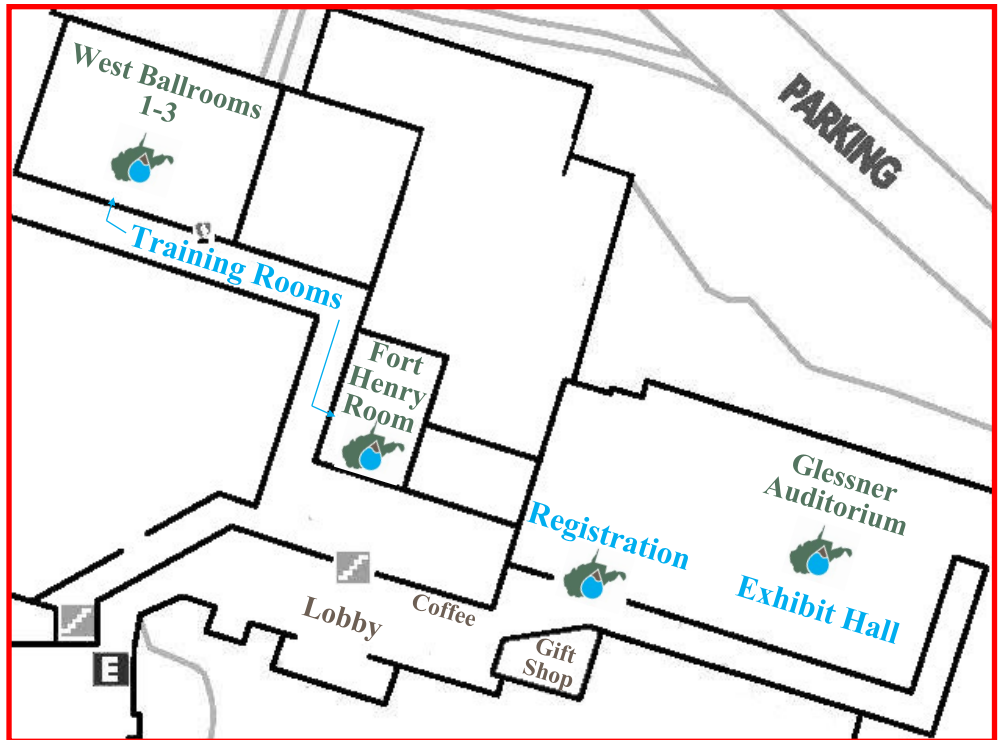 West Ballrooms
1-3
PARKING
Training Rooms
Fort
Henry
Room
Glessner
Auditorium
Registration
Exhibit Hall
Coffee
Lobby
Gift
Shop
E